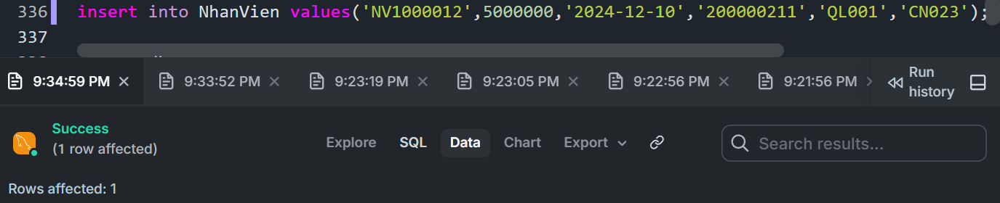 336 insert into NhanVien values('NV1000012',5000000,'2024-12-10','200000211','QL001','CN023');
337
9:34:59 PM 9:33:52 PM 9:23:19 PM 9:23:05 PM 9:22:56 PM 9:21:56 PM Run
history
Success
(1 row affected)
Explore SQL Data Chart Export Search results...
Rows affected: 1